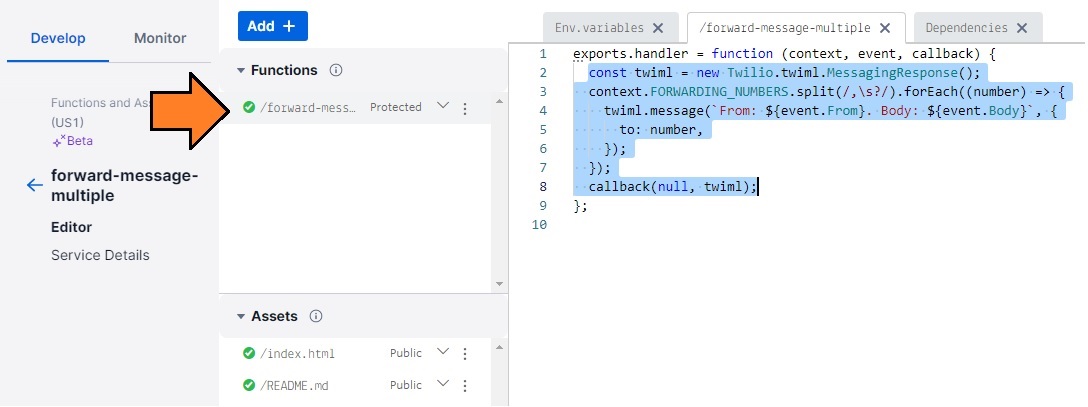 Develop
Monitor
Functions and Ass
(US1)
Beta
forward-message-
multiple
Editor
Service Details
Add +
Functions
/forward-mess… Protected
Assets
/index.html Public
/README.md Public
Env.variables
/forward-message-multiple
Dependencies
1 exports.handler = function (context, event, callback) {
2 const twiml = new Twilio.twiml.MessagingResponse();
3 context.FORWARDING_NUMBERS.split(/,\s?/).forEach((number) => {
4 twiml.message(`From: ${event.From}. Body: ${event.Body}`, {
5 to: number,
6 });
7 });
8 callback(null, twiml);
9 };
10